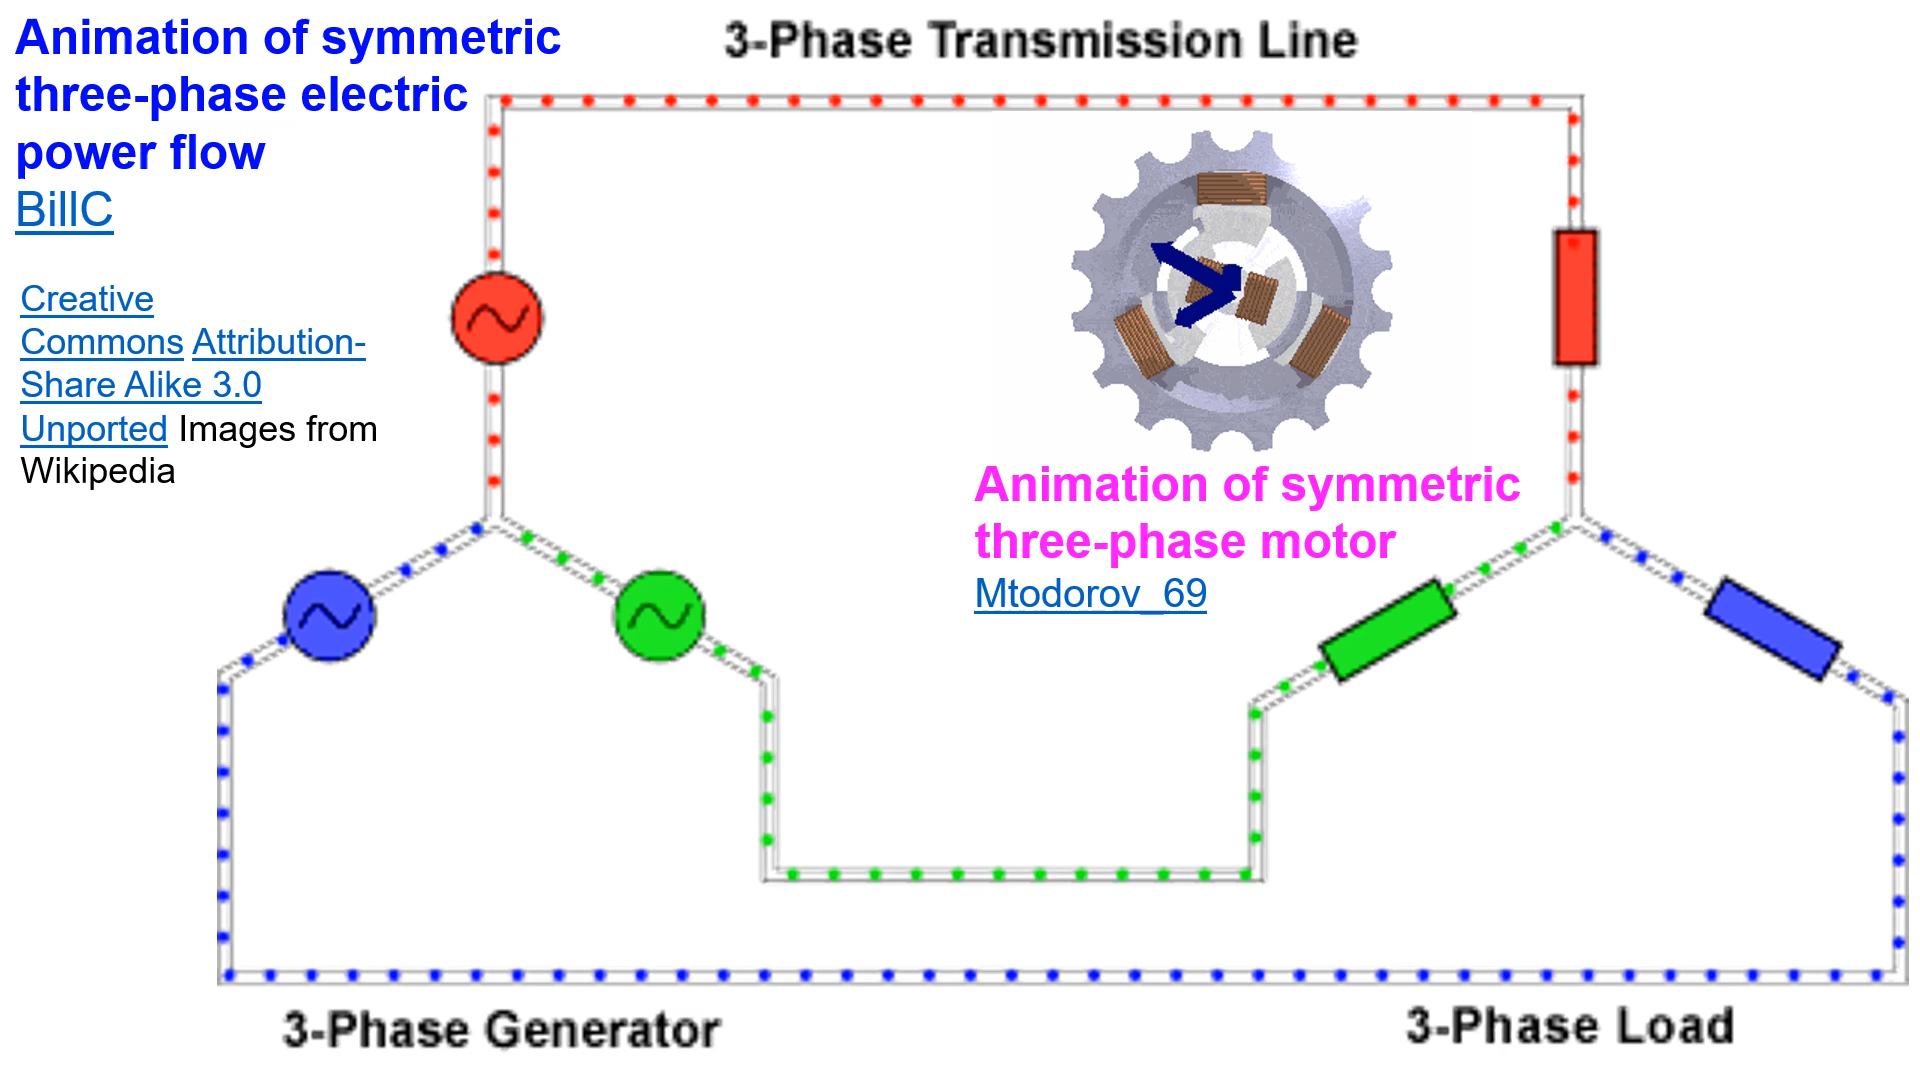 Animation of symmetric
three-phase electric
power flow
BillC
Creative
Commons Attribution-
Share Alike 3.0
Unported Images from
Wikipedia
3-Phase Transmission Line
Animation of symmetric
three-phase motor
Mtodorov_69
3-Phase Generator
3-Phase Load